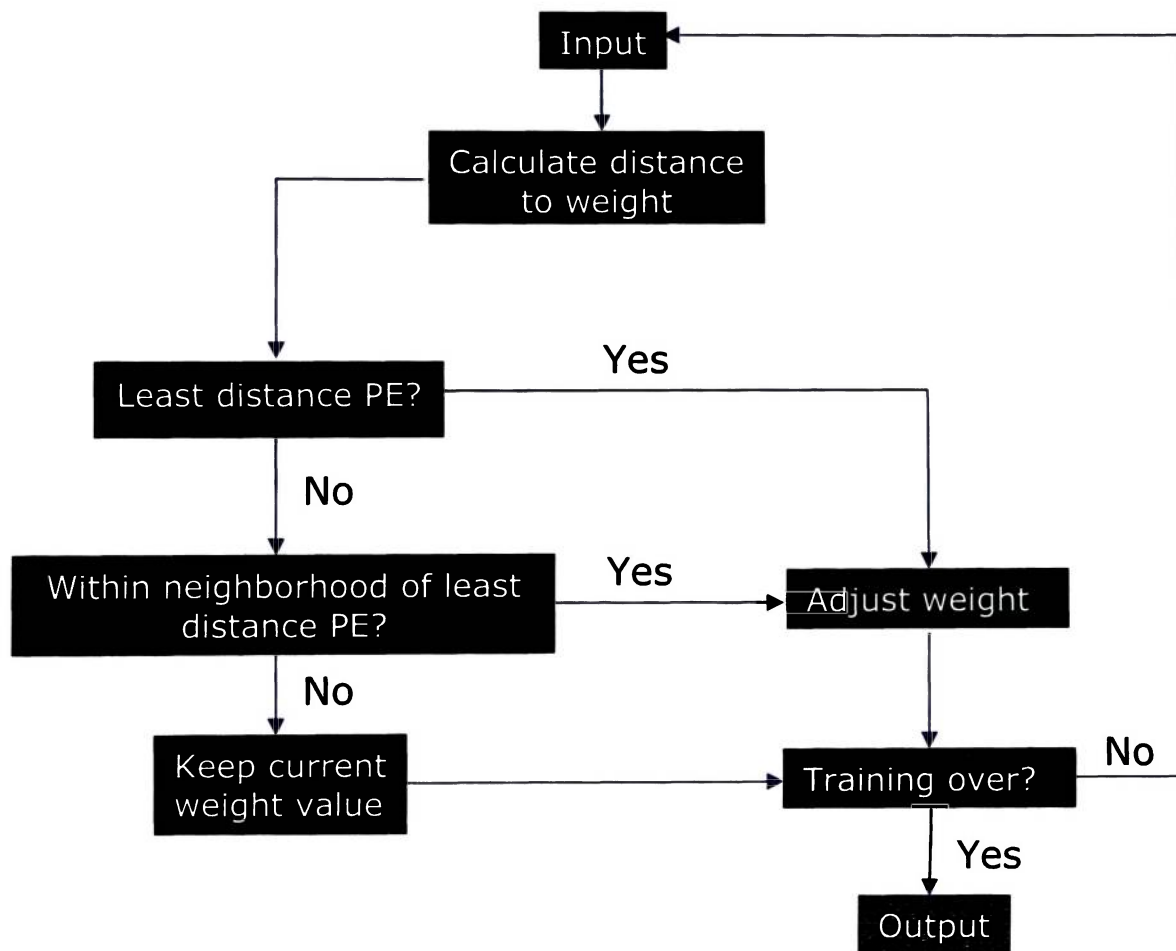 Input
Calculate distance
to weight
Least distance PE?
Yes
No
Within neighborhood of least
distance PE?
Yes
Adjust weight
No
Keep current
weight value
Training over?
No
Yes
Output